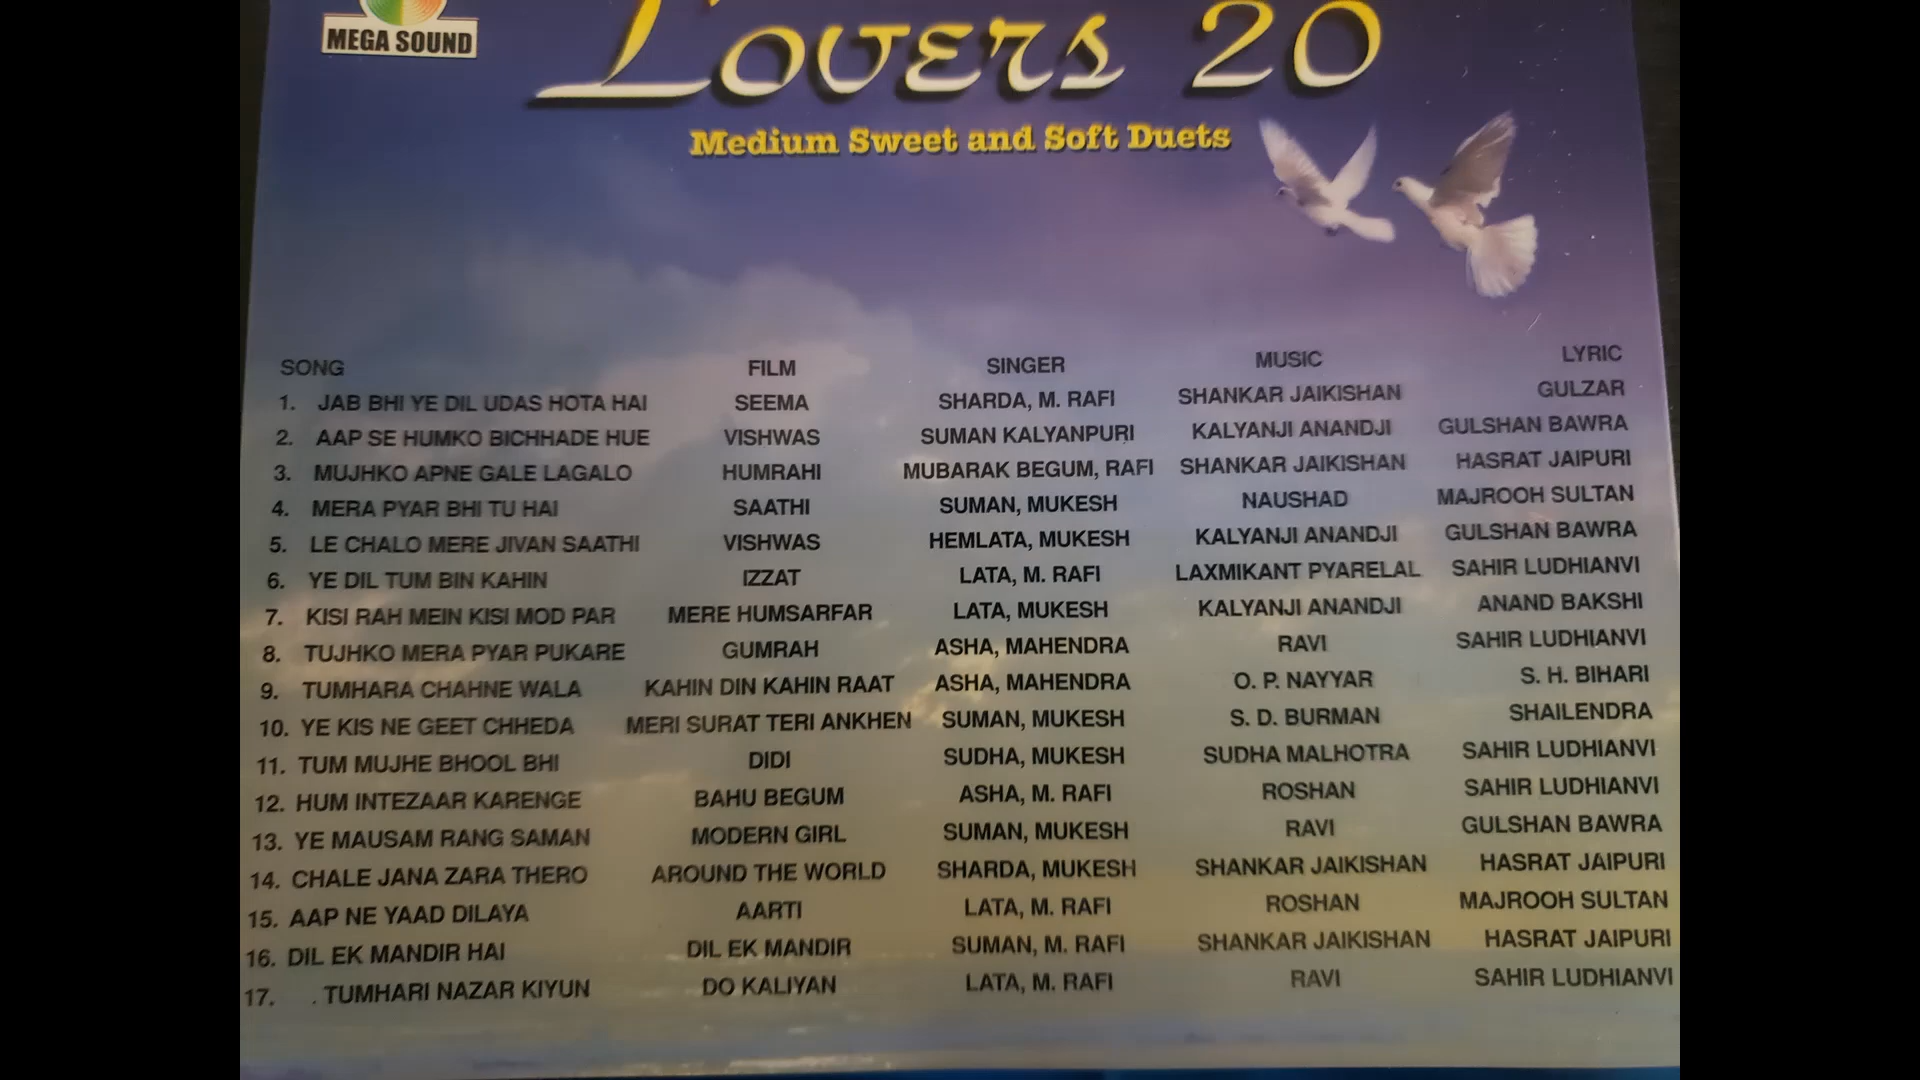 MEGA SOUND
Lovers 20
Medium Sweet and Soft Duets
SONG FILM SINGER MUSIC LYRIC
1. JAB BHI YE DIL UDAS HOTA HAI SEEMA SHARDA, M. RAFI SHANKAR JAIKISHAN GULZAR
2. AAP SE HUMKO BICHHADE HUE VISHWAS SUMAN KALYANPURI KALYANJI ANANDJI GULSHAN BAWRA
3. MUJHKO APNE GALE LAGALO HUMRAHI MUBARAK BEGUM, RAFI SHANKAR JAIKISHAN HASRAT JAIPURI
4. MERA PYAR BHI TU HAI SAATHI SUMAN, MUKESH NAUSHAD MAJROOH SULTAN
5. LE CHALO MERE JIVAN SAATHI VISHWAS HEMLATA, MUKESH KALYANJI ANANDJI GULSHAN BAWRA
6. YE DIL TUM BIN KAHIN IZZAT LATA, M. RAFI LAXMIKANT PYARELAL SAHIR LUDHIANVI
7. KISI RAH MEIN KISI MOD PAR MERE HUMSARFAR LATA, MUKESH KALYANJI ANANDJI ANAND BAKSHI
8. TUJHKO MERA PYAR PUKARE GUMRAH ASHA, MAHENDRA RAVI SAHIR LUDHIANVI
9. TUMHARA CHAHNE WALA KAHIN DIN KAHIN RAAT ASHA, MAHENDRA O. P. NAYYAR S. H. BIHARI
10. YE KIS NE GEET CHHEDA MERI SURAT TERI ANKHEN SUMAN, MUKESH S. D. BURMAN SHAILENDRA
11. TUM MUJHE BHOOL BHI DIDI SUDHA, MUKESH SUDHA MALHOTRA SAHIR LUDHIANVI
12. HUM INTEZAAR KARENGE BAHU BEGUM ASHA, M. RAFI ROSHAN SAHIR LUDHIANVI
13. YE MAUSAM RANG SAMAN MODERN GIRL SUMAN, MUKESH RAVI GULSHAN BAWRA
14. CHALE JANA ZARA THERO AROUND THE WORLD SHARDA, MUKESH SHANKAR JAIKISHAN HASRAT JAIPURI
15. AAP NE YAAD DILAYA AARTI LATA, M. RAFI ROSHAN MAJROOH SULTAN
16. DIL EK MANDIR HAI DIL EK MANDIR SUMAN, M. RAFI SHANKAR JAIKISHAN HASRAT JAIPURI
17. . TUMHARI NAZAR KIYUN DO KALIYAN LATA, M. RAFI RAVI SAHIR LUDHIANVI